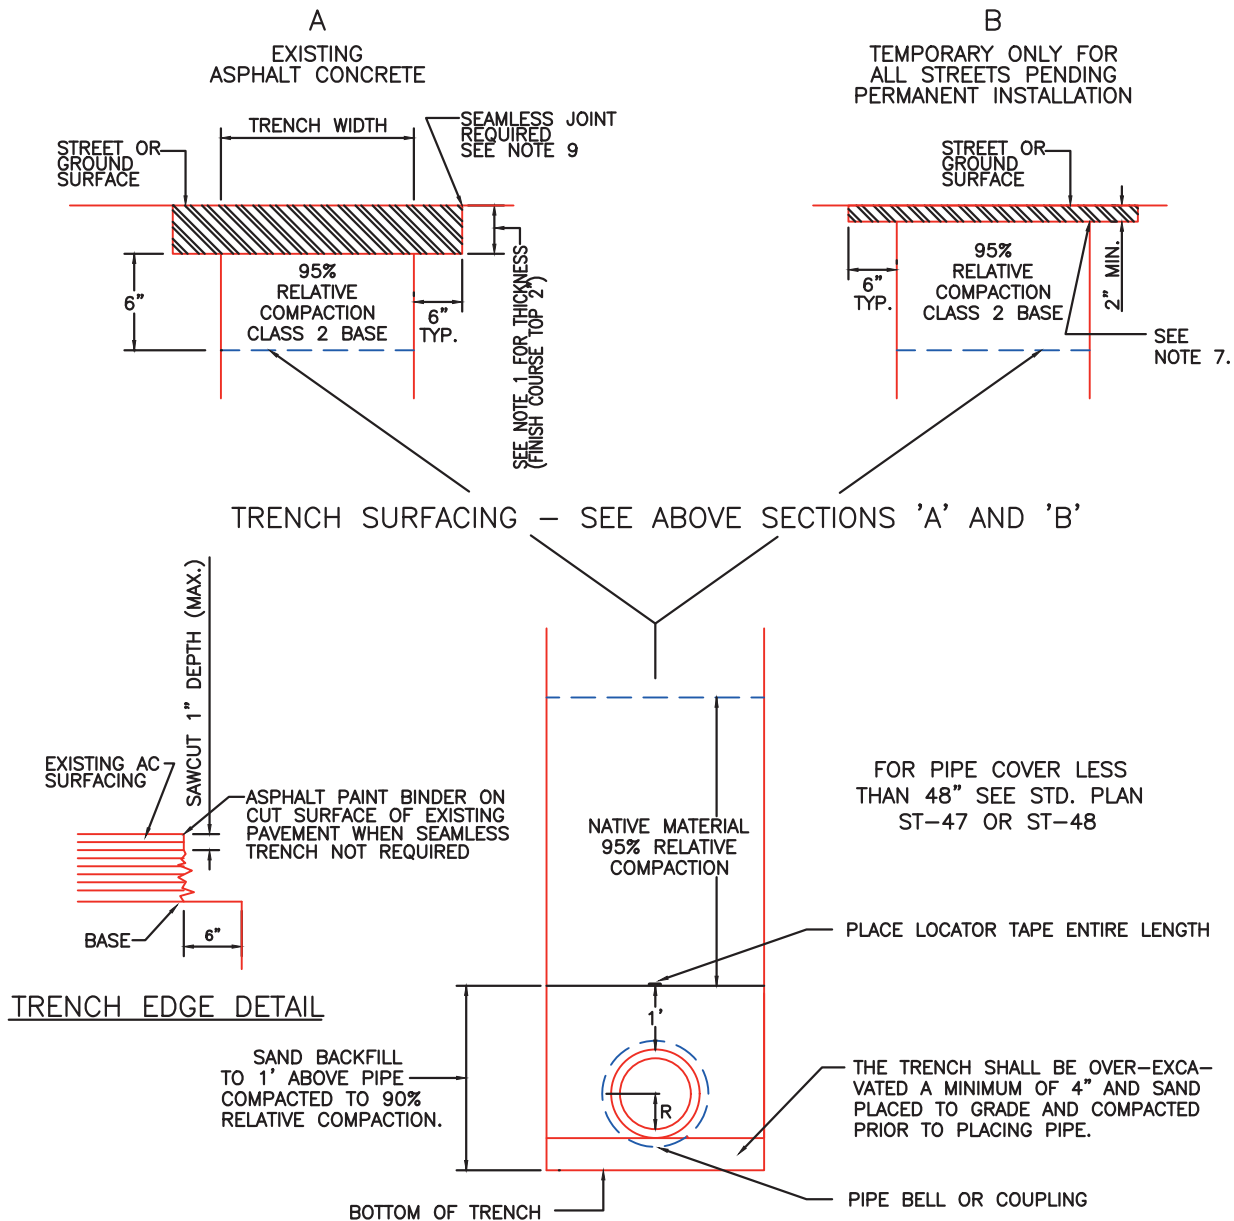 A
EXISTING
ASPHALT CONCRETE
TRENCH WIDTH
SEAMLESS JOINT
REQUIRED
SEE NOTE 9
STREET OR
GROUND
SURFACE
6"
95%
RELATIVE
COMPACTION
CLASS 2 BASE
6"
TYP.
SEE NOTE 1 FOR THICKNESS
(FINISH COURSE TOP 2")
B
TEMPORARY ONLY FOR
ALL STREETS PENDING
PERMANENT INSTALLATION
STREET OR
GROUND
SURFACE
6"
TYP.
95%
RELATIVE
COMPACTION
CLASS 2 BASE
2" MIN.
SEE
NOTE 7.
TRENCH SURFACING – SEE ABOVE SECTIONS 'A' AND 'B'
SAWCUT 1" DEPTH (MAX.)
EXISTING AC
SURFACING
ASPHALT PAINT BINDER ON
CUT SURFACE OF EXISTING
PAVEMENT WHEN SEAMLESS
TRENCH NOT REQUIRED
BASE
6"
TRENCH EDGE DETAIL
NATIVE MATERIAL
95% RELATIVE
COMPACTION
FOR PIPE COVER LESS
THAN 48" SEE STD. PLAN
ST–47 OR ST–48
PLACE LOCATOR TAPE ENTIRE LENGTH
1'
R
SAND BACKFILL
TO 1' ABOVE PIPE
COMPACTED TO 90%
RELATIVE COMPACTION.
THE TRENCH SHALL BE OVER–EXCA–
VATED A MINIMUM OF 4" AND SAND
PLACED TO GRADE AND COMPACTED
PRIOR TO PLACING PIPE.
PIPE BELL OR COUPLING
BOTTOM OF TRENCH